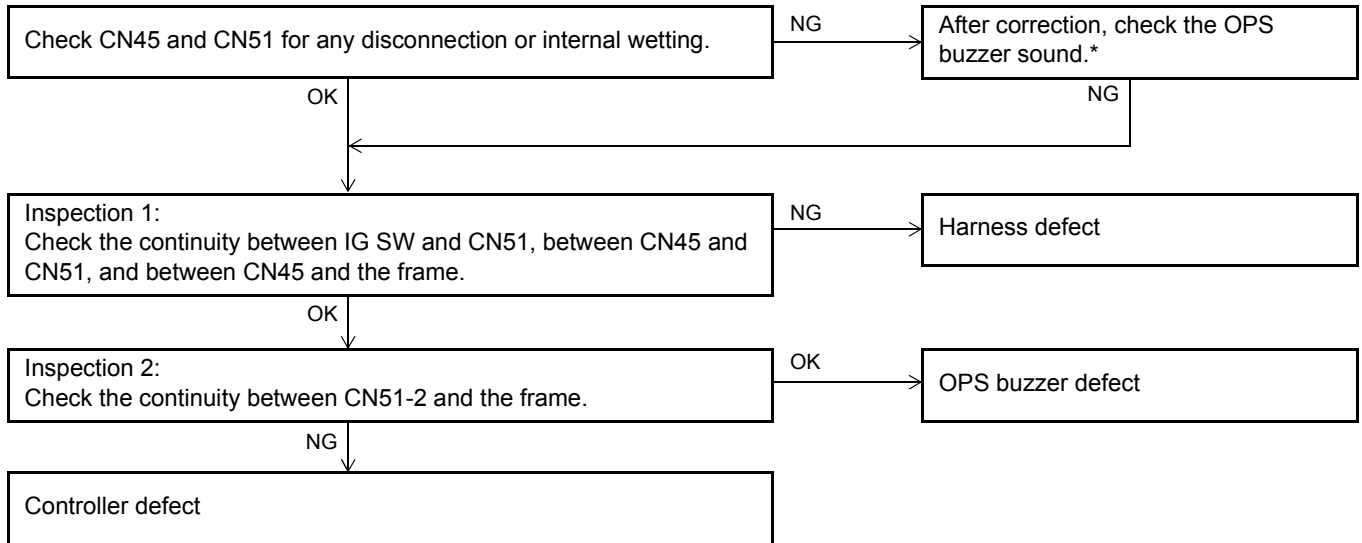 Check CN45 and CN51 for any disconnection or internal wetting.
NG
After correction, check the OPS
buzzer sound.*
OK
NG
Inspection 1:
Check the continuity between IG SW and CN51, between CN45 and
CN51, and between CN45 and the frame.
NG
Harness defect
OK
Inspection 2:
Check the continuity between CN51-2 and the frame.
OK
OPS buzzer defect
NG
Controller defect